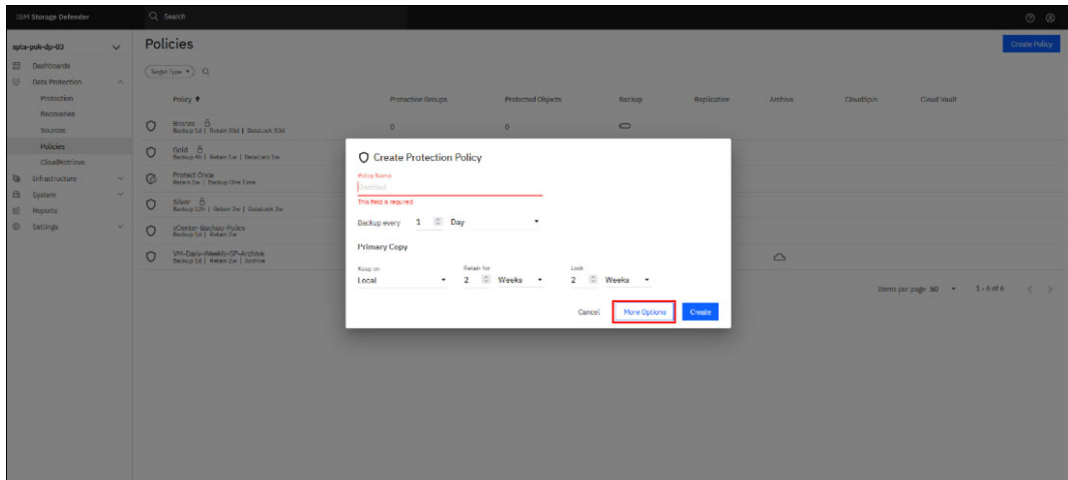 IBM Storage Defender
Search
spta-pok-dp-03
Policies
Create Policy
Dashboards
Data Protection
Protection
Recoveries
Sources
Policies
CloudRetrieve
Infrastructure
System
Reports
Settings
Target Type
Policy
Protection Groups
Protected Objects
Backup
Replication
Archive
CloudSpin
Cloud Vault
Bronze
0
0
Backup 1d | Retain 30d | DataLock 30d
Gold
Backup 4h | Retain 1w | DataLock 1w
Protect Once
Retain 2w | Backup One Time
Silver
Backup 12h | Retain 2w | DataLock 2w
vCenter-Backup-Policy
Backup 1d | Retain 2w
VM-Daily-Weekly-SP-Archive
Backup 1d | Retain 2w | Archive
Items per page 50
1 - 6 of 6
Create Protection Policy
Policy Name
Untitled
This field is required
Backup every 1 Day
Primary Copy
Keep on
Retain for
Lock
Local
2 Weeks
2 Weeks
Cancel
More Options
Create